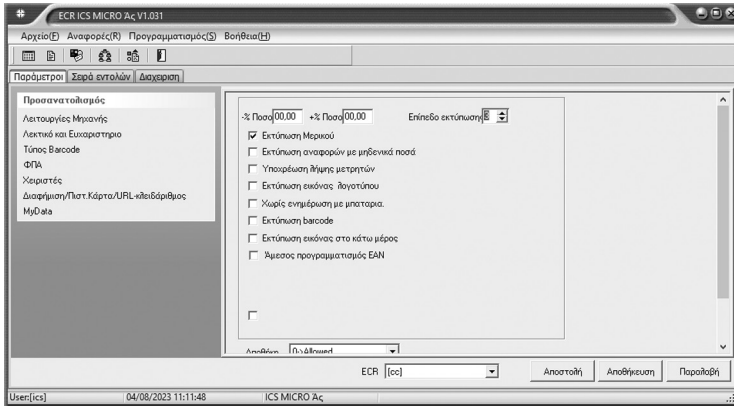 ECR ICS MICRO Άς V1.031
Αρχείο(F) Αναφορές(R) Προγραμματισμός(S) Βοήθεια(H)
Παράμετροι Σειρά εντολών Διαχειριση
Προσανατολισμός
Λειτουργίες Μηχανής
Λεκτικό και Ευχαριστηριο
Τύπος Barcode
ΦΠΑ
Χειριστές
Διαφήμιση/Πιστ.Κάρτα/URL-κλειδάριθμος
MyData
-% Ποσο 00,00 +% Ποσο 00,00 Επίπεδο εκτύπωση
Εκτύπωση Μερικού
Εκτύπωση αναφορών με μηδενικά ποσά
Υποχρέωση λήψης μετρητών
Εκτύπωση εικόνας λογοτύπου
Χωρίς ενημέρωση με μπαταρια.
Εκτύπωση barcode
Εκτύπωση εικόνας στο κάτω μέρος
Άμεσος προγραμματισμός EAN
Αποθήκη 0->Allowed
ECR [cc] Αποστολή Αποθήκευση Παραλαβή
User:[ics] 04/08/2023 11:11:48 ICS MICRO Άς